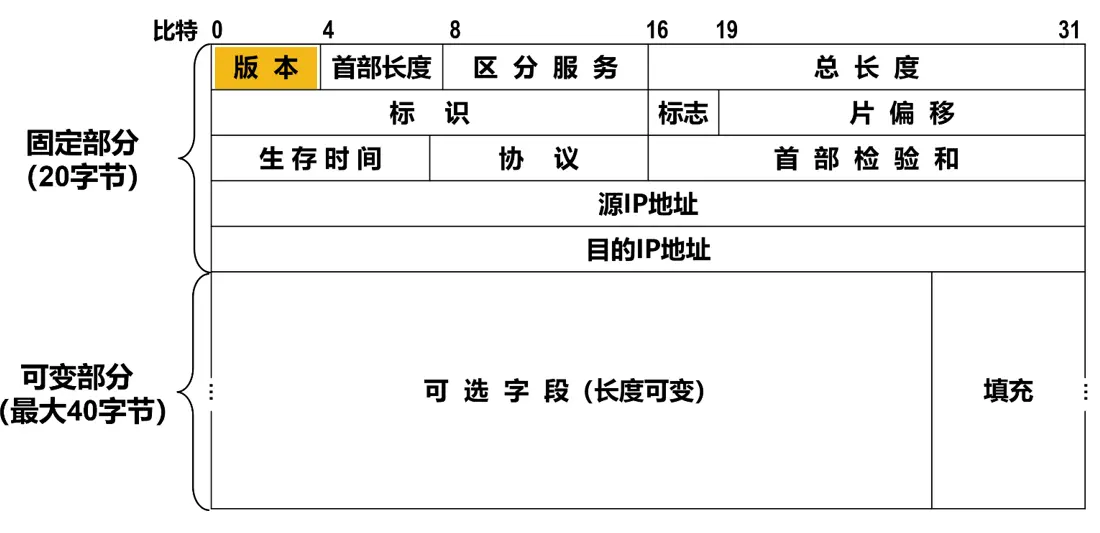 比特 0 4 8 16 19 31
版 本 首部长度 区 分 服 务 总 长 度
标 识 标志 片 偏 移
固定部分
(20字节)
生 存 时 间 协 议 首 部 检 验 和
源IP地址
目的IP地址
可变部分
(最大40字节)
可 选 字 段 (长度可变) 填充